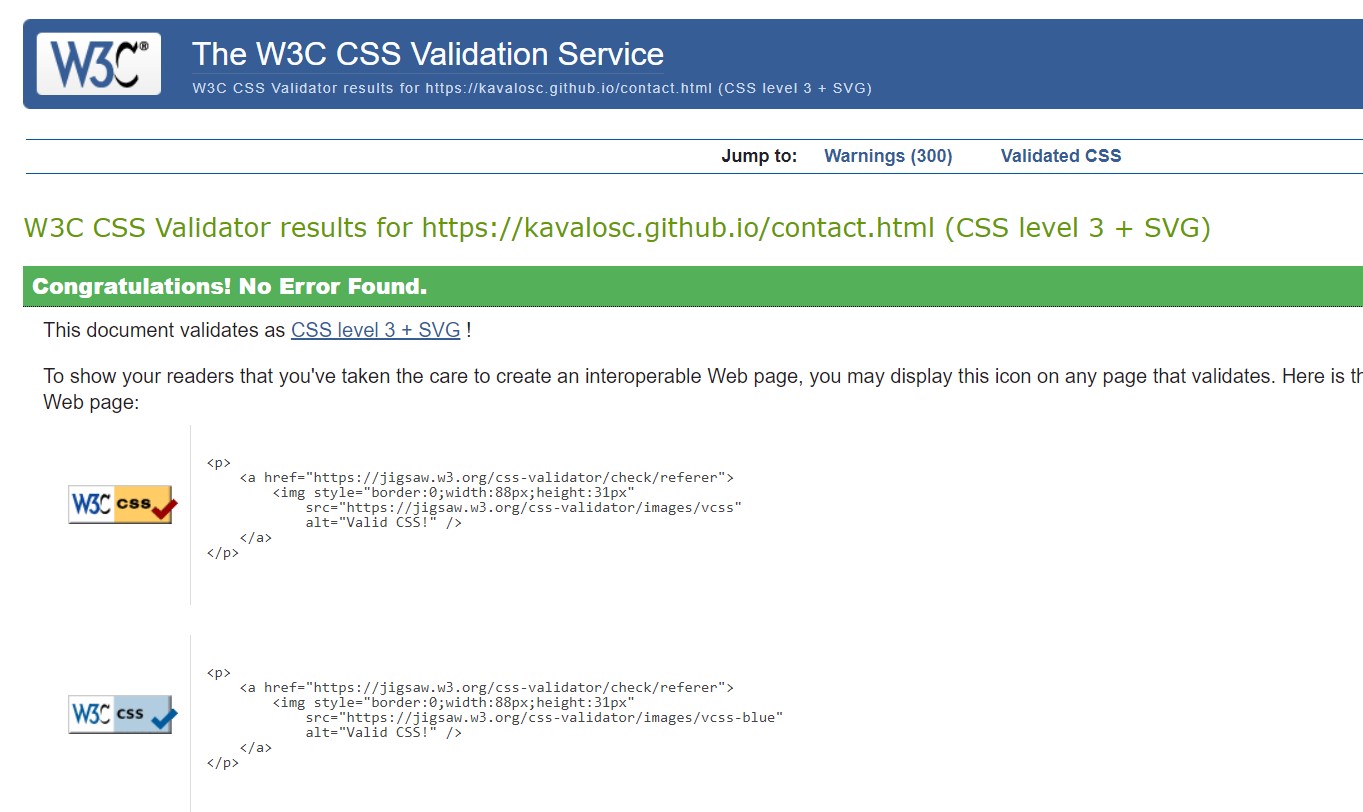 W3C®
The W3C CSS Validation Service
W3C CSS Validator results for https://kavalosc.github.io/contact.html (CSS level 3 + SVG)
Jump to: Warnings (300) Validated CSS
W3C CSS Validator results for https://kavalosc.github.io/contact.html (CSS level 3 + SVG)
Congratulations! No Error Found.
This document validates as CSS level 3 + SVG !
To show your readers that you've taken the care to create an interoperable Web page, you may display this icon on any page that validates. Here is th
Web page:
W3C css
<p>
<a href="https://jigsaw.w3.org/css-validator/check/referer">
<img style="border:0;width:88px;height:31px"
src="https://jigsaw.w3.org/css-validator/images/vcss"
alt="Valid CSS!" />
</a>
</p>
W3C css
<p>
<a href="https://jigsaw.w3.org/css-validator/check/referer">
<img style="border:0;width:88px;height:31px"
src="https://jigsaw.w3.org/css-validator/images/vcss-blue"
alt="Valid CSS!" />
</a>
</p>